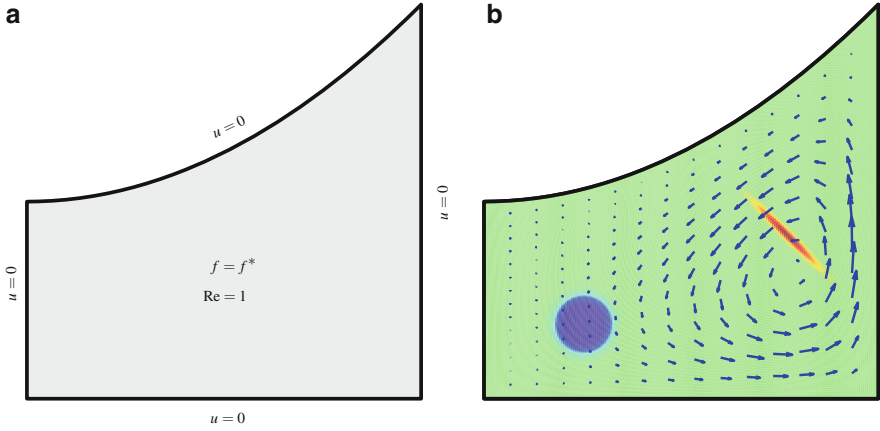 a
b
u = 0
u = 0
u = 0
f = f*
Re = 1
u = 0